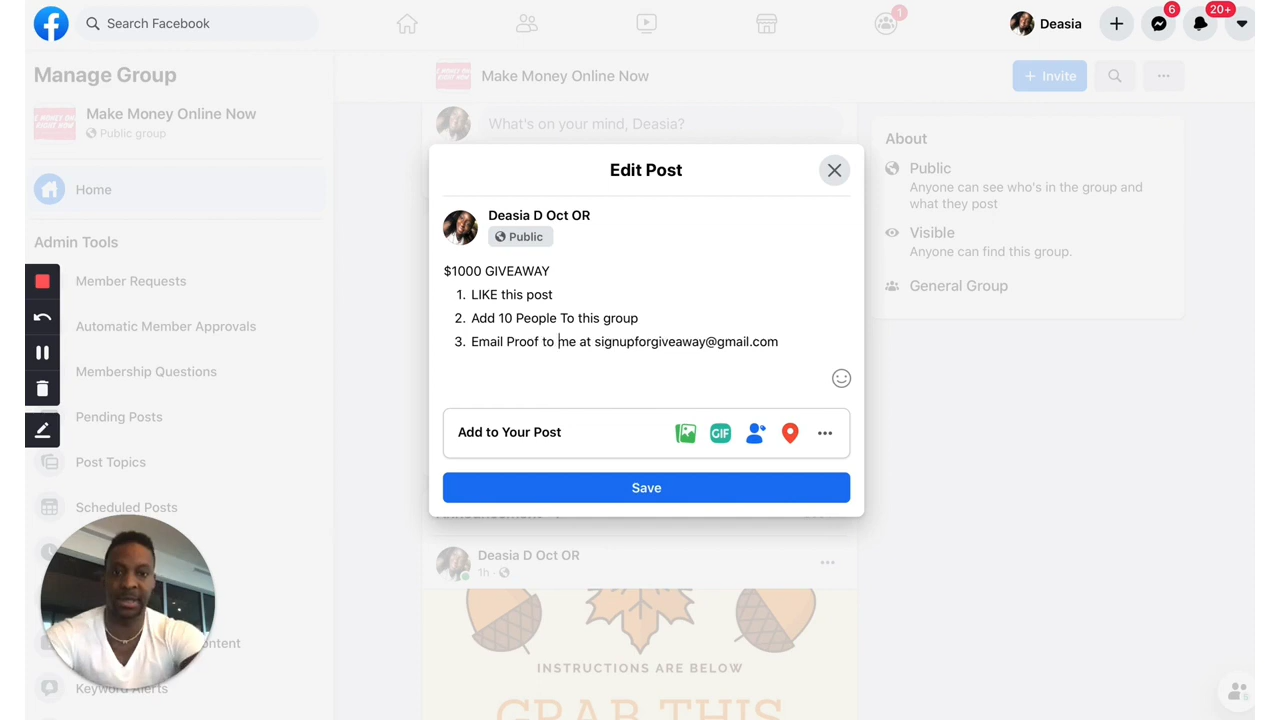 Search Facebook
1
Deasia
6
20+
Manage Group
Make Money Online Now
Public group
Home
Admin Tools
Member Requests
Automatic Member Approvals
Membership Questions
Pending Posts
Post Topics
Scheduled Posts
Keyword Alerts
Make Money Online Now
+ Invite
What's on your mind, Deasia?
Edit Post
Deasia D Oct OR
Public
$1000 GIVEAWAY
1. LIKE this post
2. Add 10 People To this group
3. Email Proof to me at signupforgiveaway@gmail.com
Add to Your Post
GIF
Save
Deasia D Oct OR
1h
INSTRUCTIONS ARE BELOW
GRAB THIS
About
Public
Anyone can see who's in the group and
what they post
Visible
Anyone can find this group.
General Group